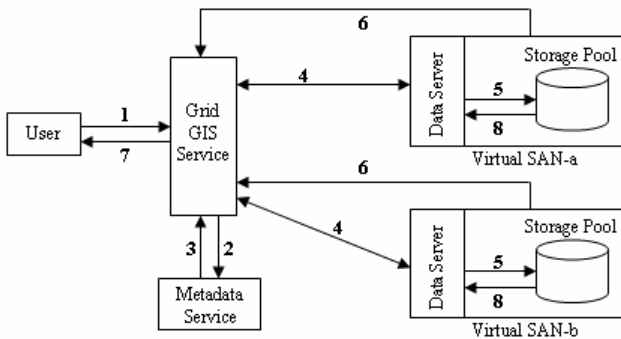 6
Storage Pool
4
Data Server
5
8
Grid
GIS
Service
1
User
7
Virtual SAN-a
6
4
Storage Pool
Data Server
5
8
3
2
Metadata
Service
Virtual SAN-b